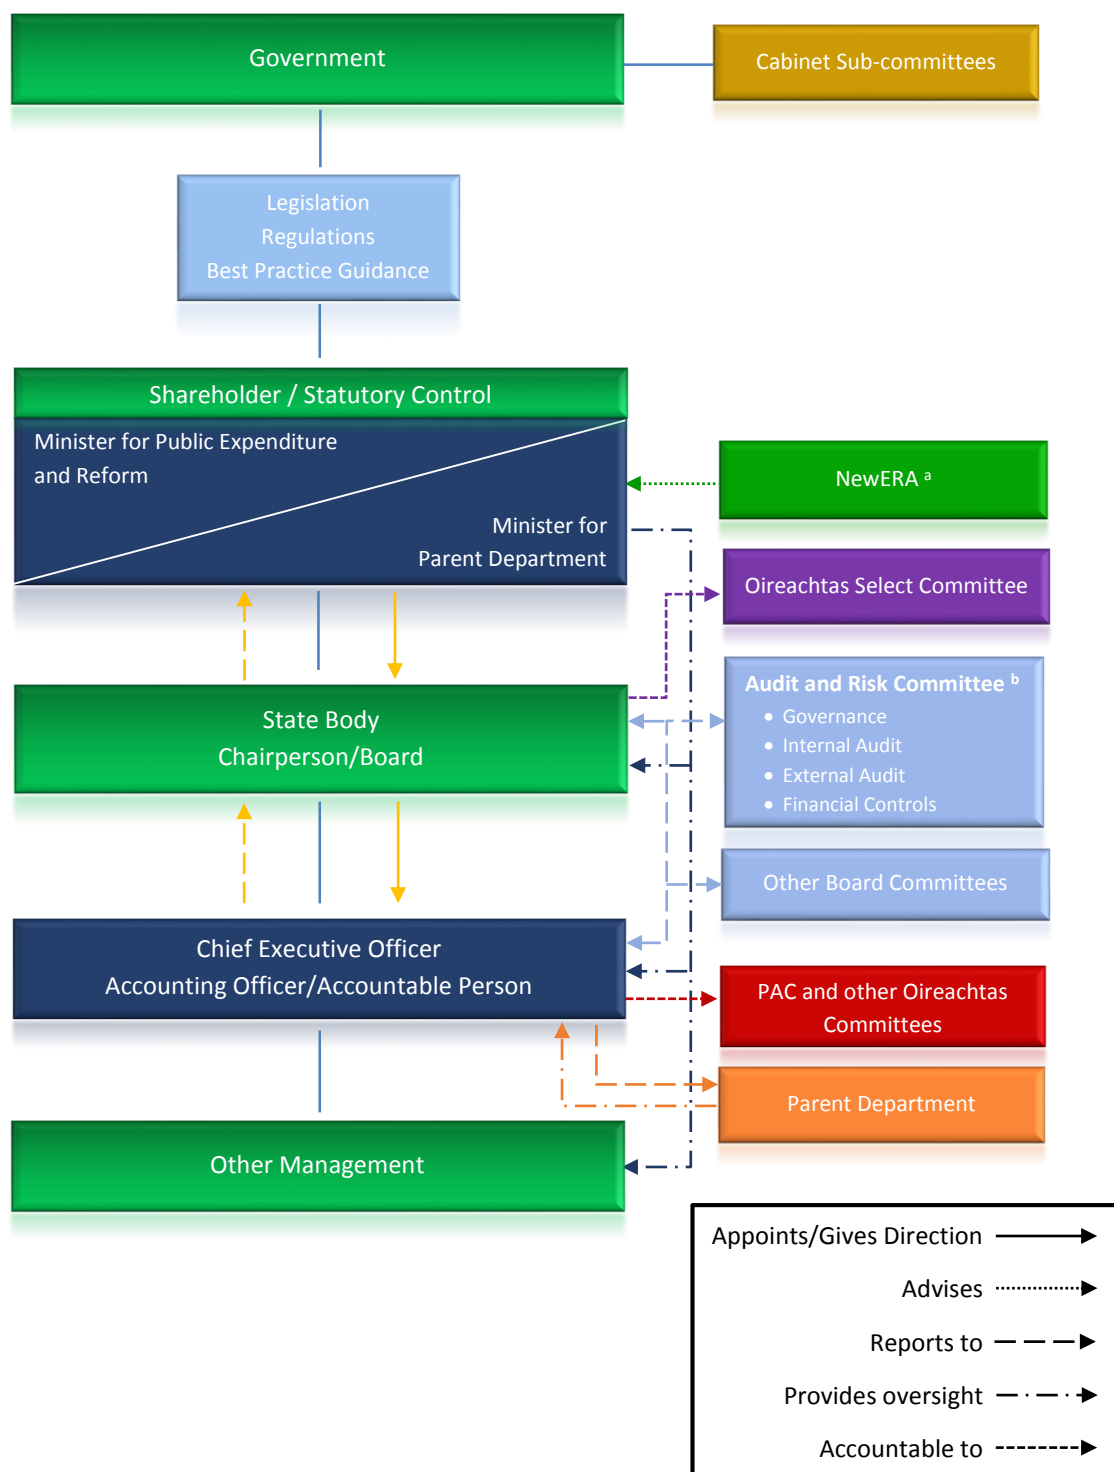 Government
Cabinet Sub-committees
Legislation
Regulations
Best Practice Guidance
Shareholder / Statutory Control
Minister for Public Expenditure
and Reform
Minister for
Parent Department
NewERA ᵃ
Oireachtas Select Committee
Audit and Risk Committee ᵇ
• Governance
• Internal Audit
• External Audit
• Financial Controls
State Body
Chairperson/Board
Other Board Committees
Chief Executive Officer
Accounting Officer/Accountable Person
PAC and other Oireachtas
Committees
Parent Department
Other Management
Appoints/Gives Direction
Advises
Reports to
Provides oversight
Accountable to